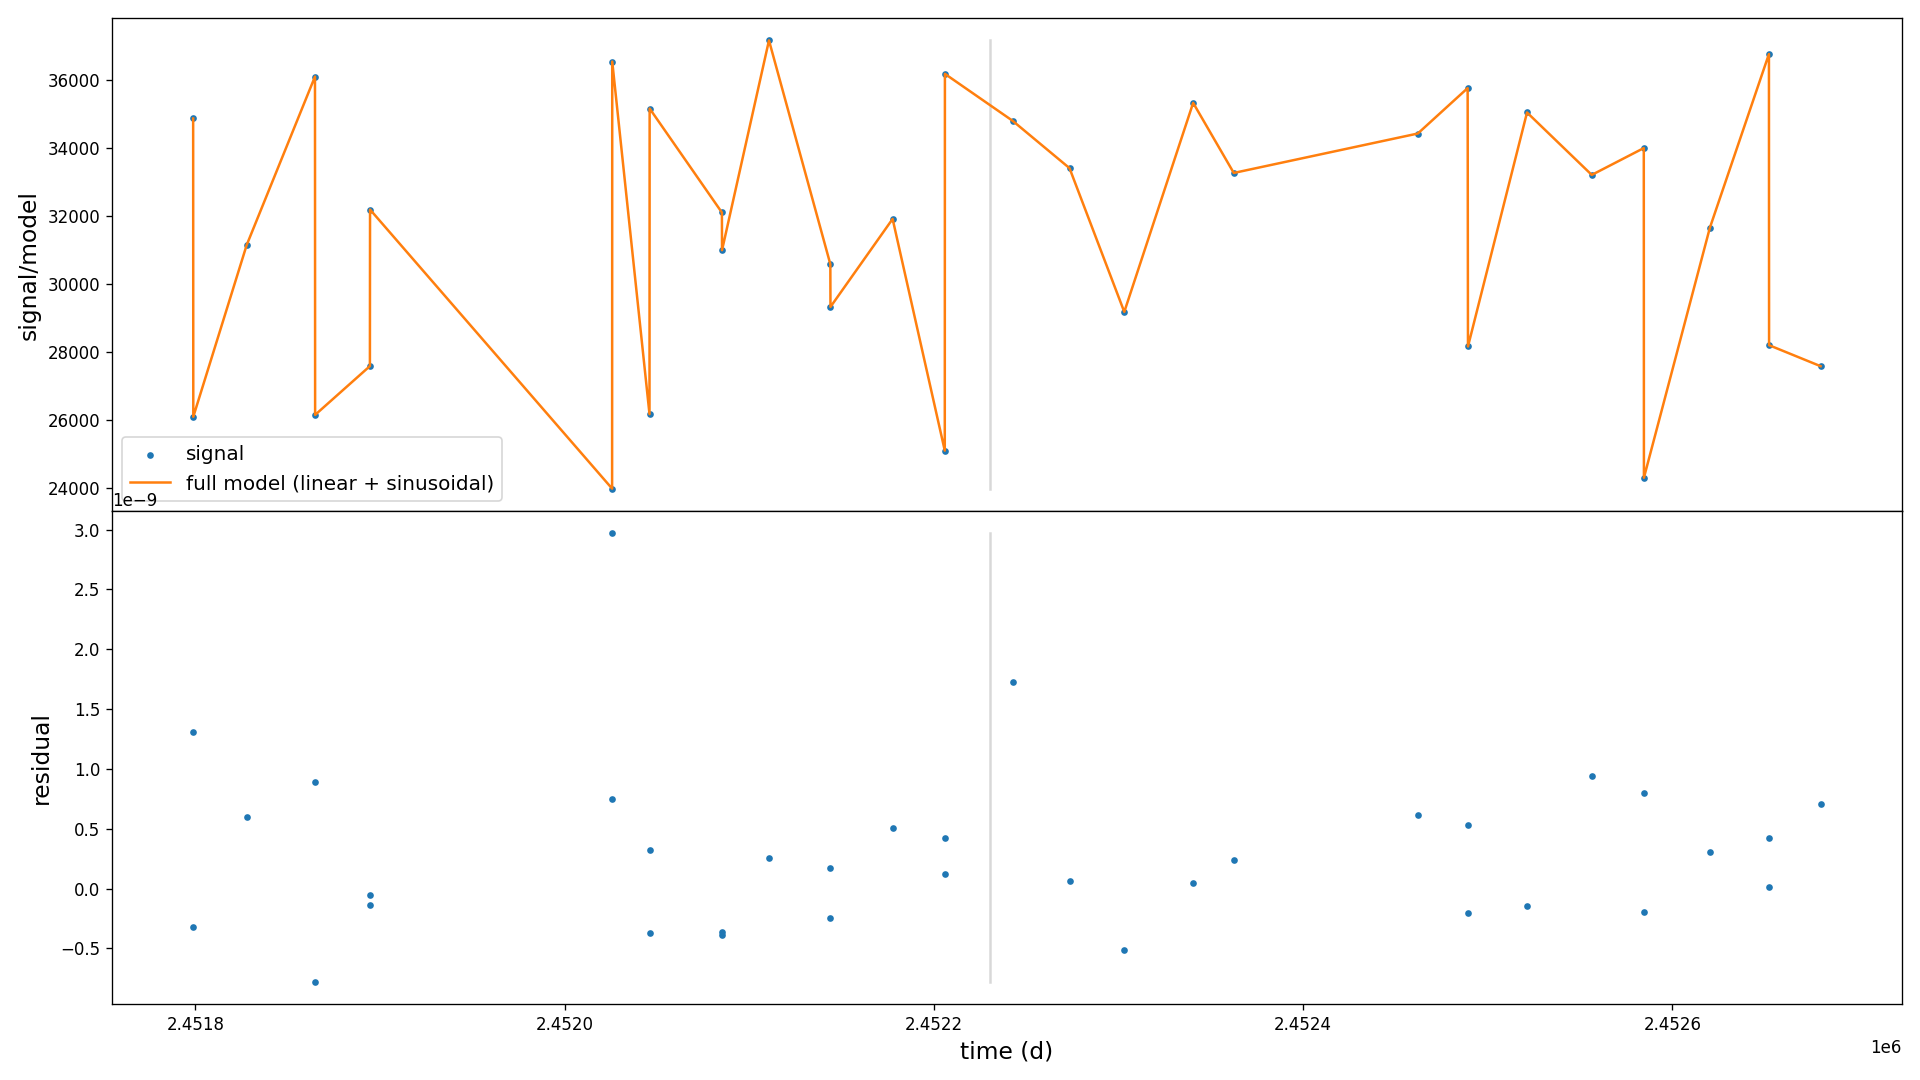 36000
34000
32000
30000
28000
26000
24000
signal/model
signal
full model (linear + sinusoidal)
1e−9
3.0
2.5
2.0
1.5
1.0
0.5
0.0
−0.5
residual
2.4518
2.4520
2.4522
2.4524
2.4526
time (d)
1e6